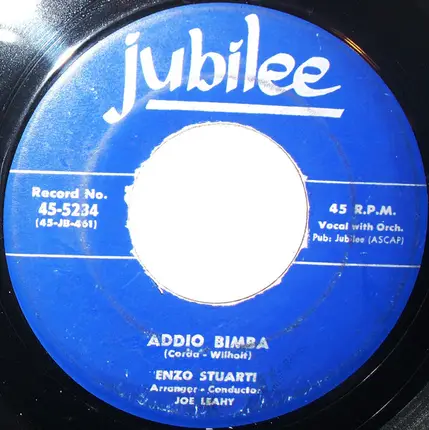 jubilee
Record No.
45-5234
(45-JB-461)
45 R.P.M.
Vocal with Orch.
Pub: Jubilee (ASCAP)
ADDIO BIMBA
(Corda - Wilhoit)
ENZO STUARTI
Arranger - Conductor
JOE LEAHY